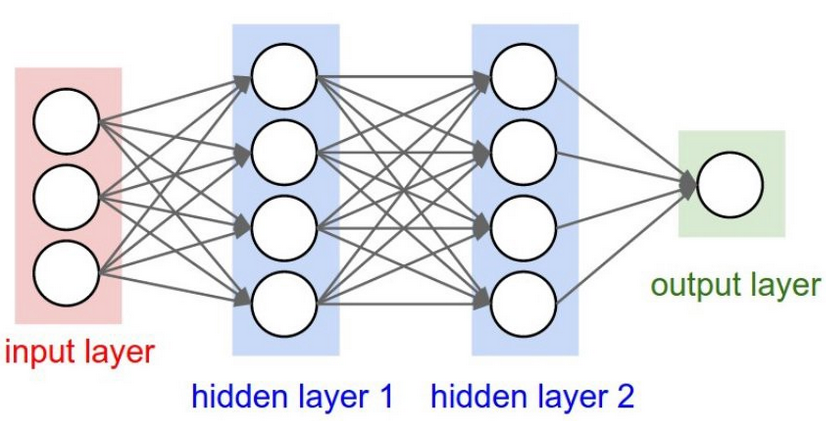 input layer
hidden layer 1
hidden layer 2
output layer